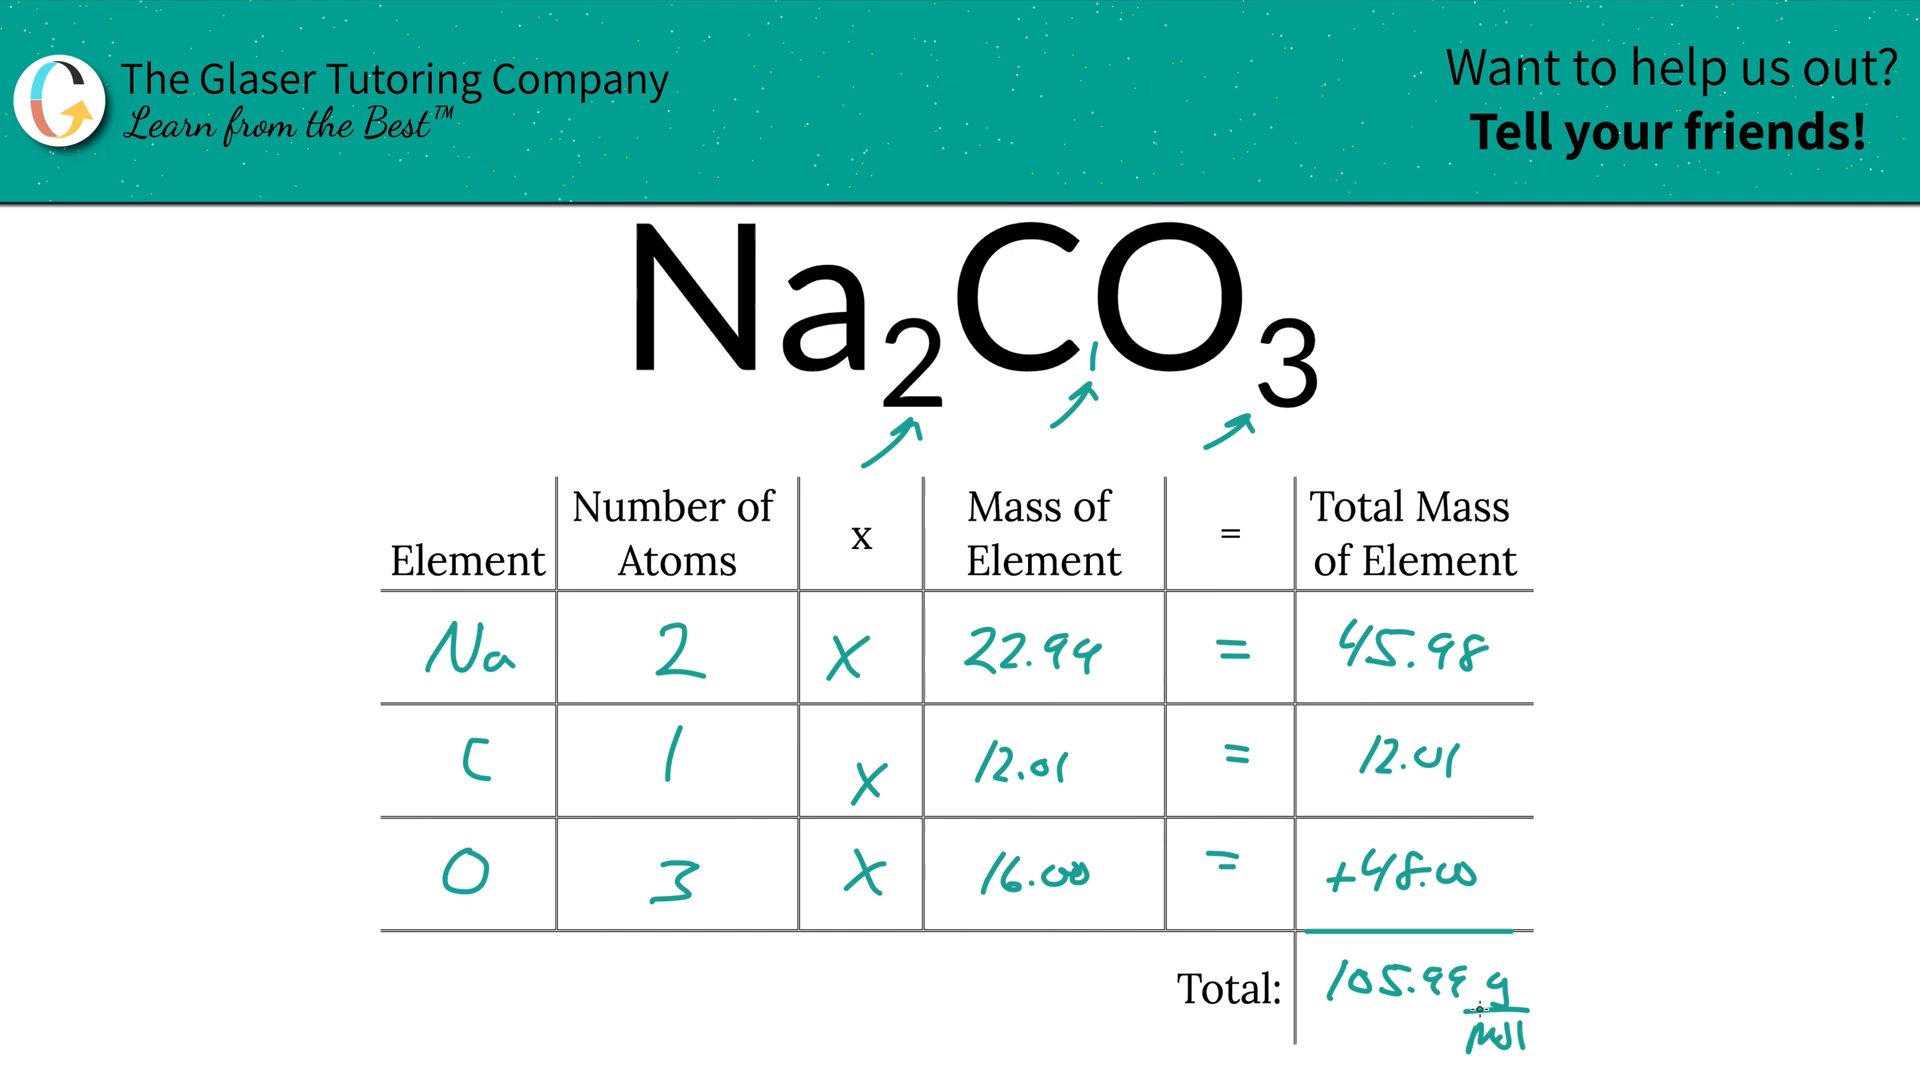 The Glaser Tutoring Company
Learn from the Best™
Want to help us out?
Tell your friends!
Na₂CO₃
1
Element | Number of Atoms | x | Mass of Element | = | Total Mass of Element
Na | 2 | x | 22.99 | = | 45.98
C | 1 | x | 12.01 | = | 12.01
O | 3 | x | 16.00 | = | +48.00
Total: 105.99 g/mol